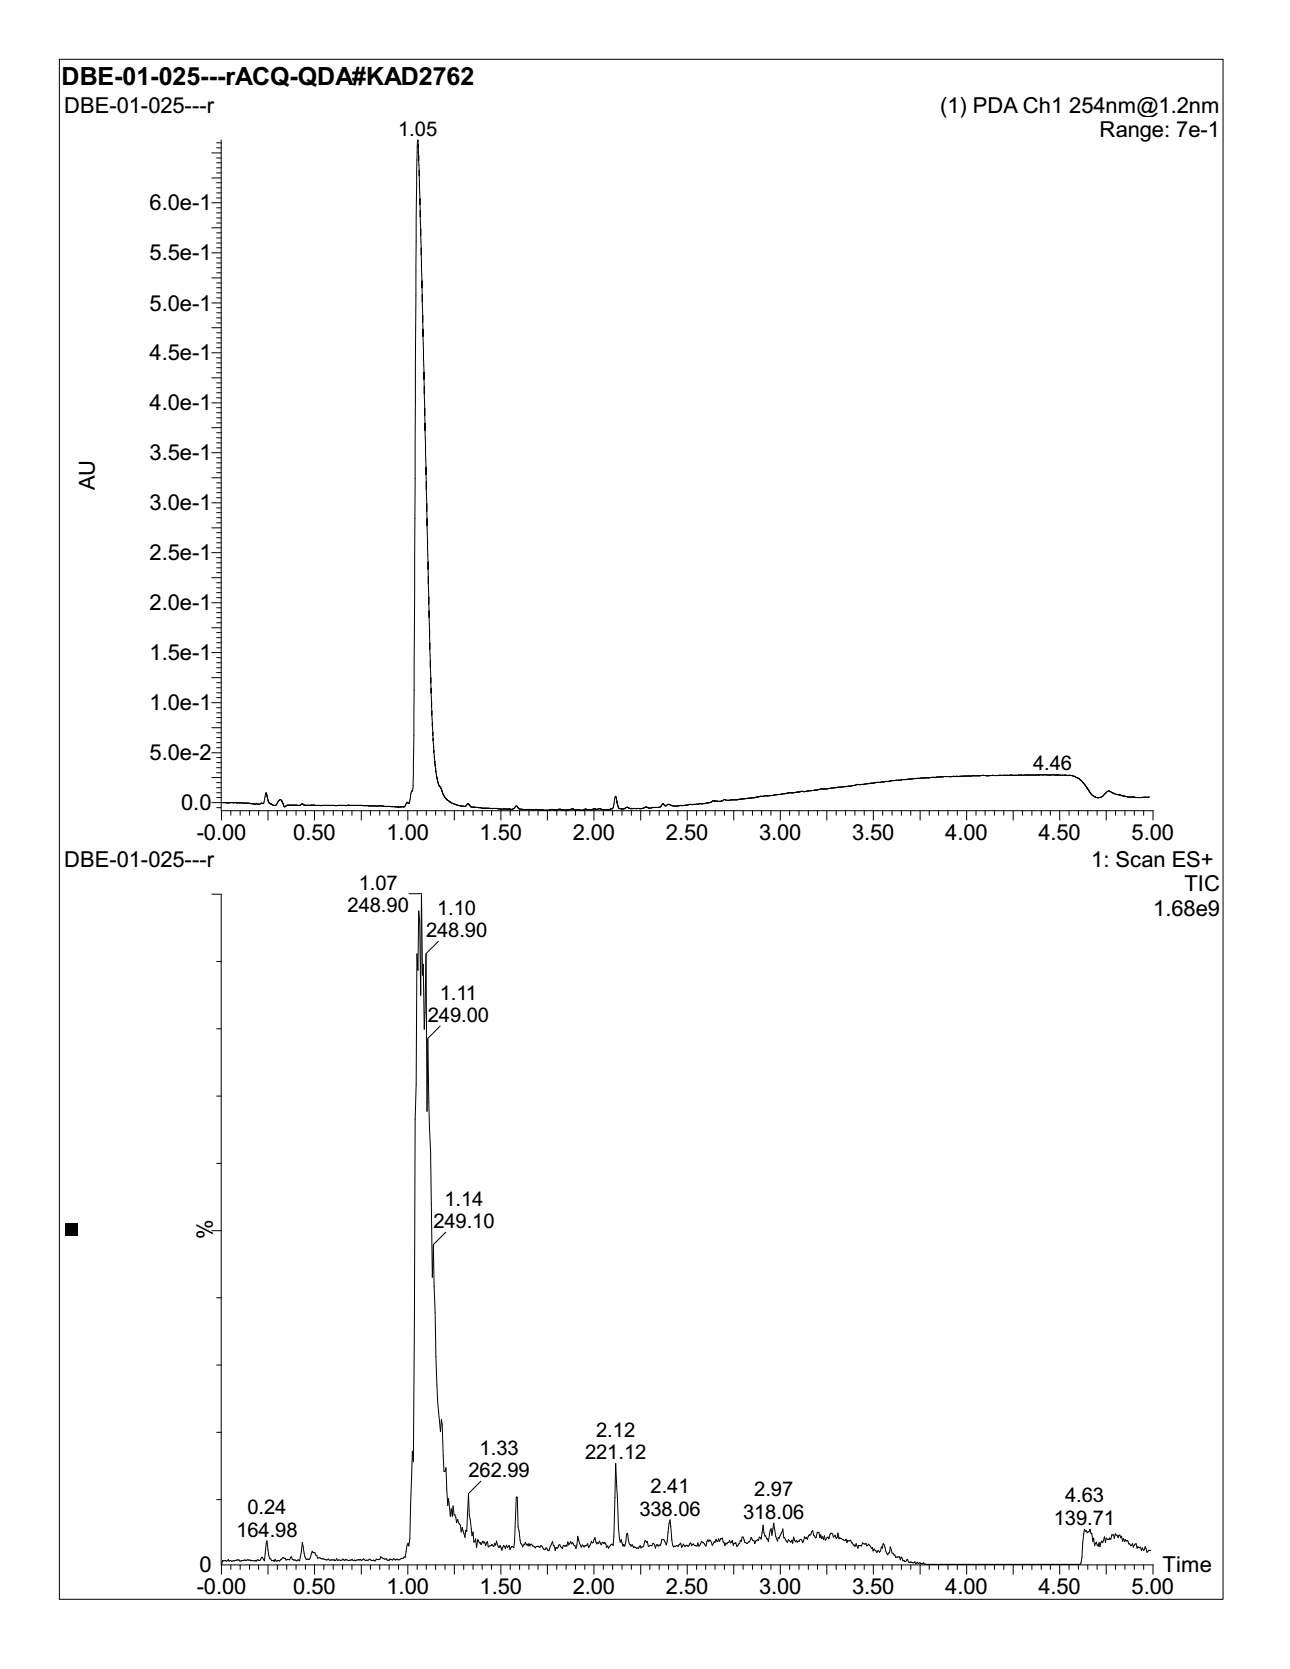 DBE-01-025---rACQ-QDA#KAD2762
DBE-01-025---r
(1) PDA Ch1 254nm@1.2nm
Range: 7e-1
1.05
6.0e-1
5.5e-1
5.0e-1
4.5e-1
4.0e-1
3.5e-1
AU
3.0e-1
2.5e-1
2.0e-1
1.5e-1
1.0e-1
5.0e-2
4.46
0.0
-0.00 0.50 1.00 1.50 2.00 2.50 3.00 3.50 4.00 4.50 5.00
DBE-01-025---r
1: Scan ES+
TIC
1.68e9
1.07
248.90
1.10
248.90
1.11
249.00
1.14
249.10
%
2.12
221.12
1.33
262.99
2.41
338.06
2.97
318.06
4.63
139.71
0.24
164.98
0
Time
-0.00 0.50 1.00 1.50 2.00 2.50 3.00 3.50 4.00 4.50 5.00